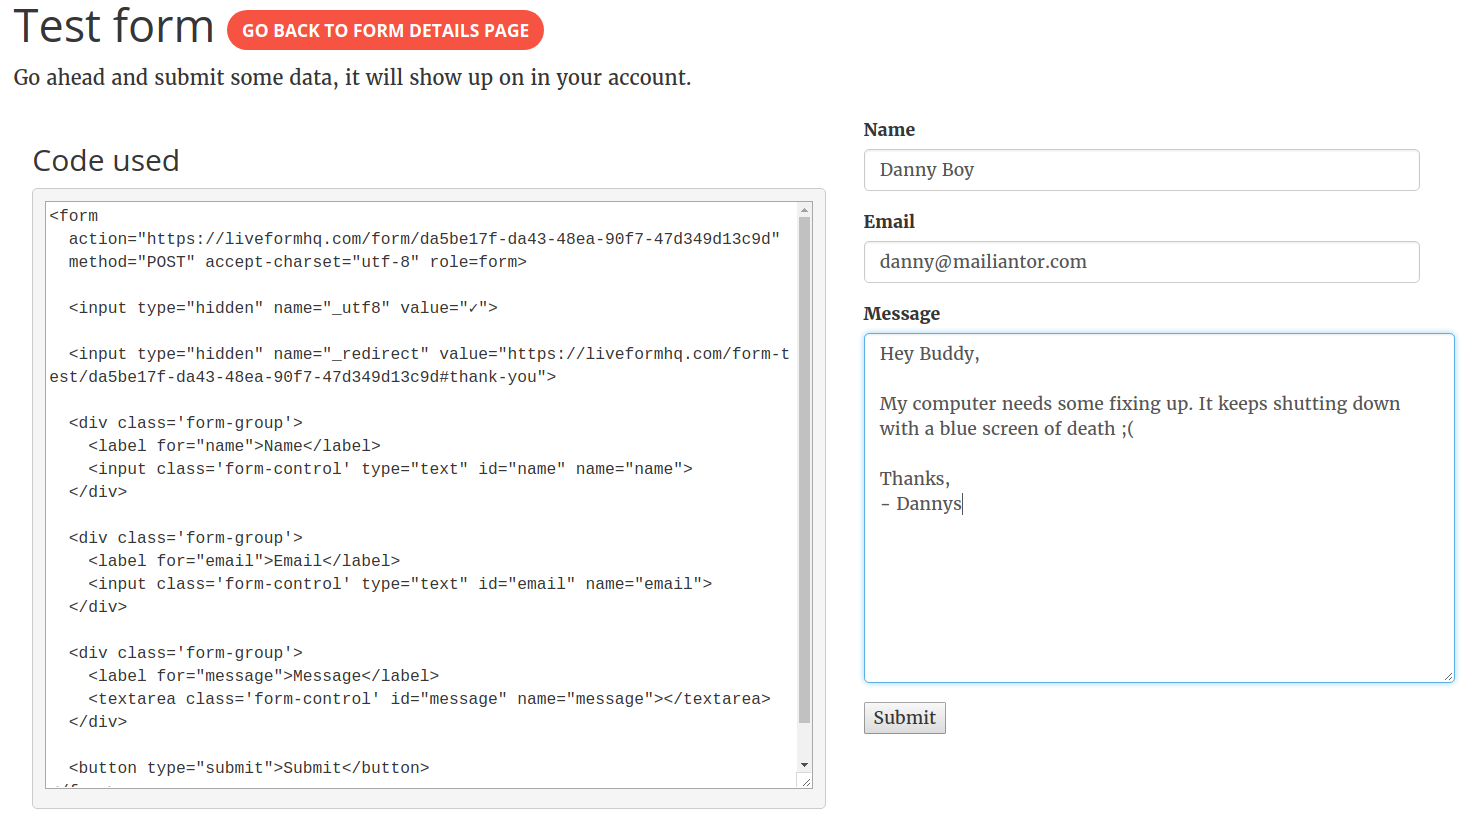 Test form GO BACK TO FORM DETAILS PAGE
Go ahead and submit some data, it will show up on in your account.
Code used
<form
  action="https://liveformhq.com/form/da5be17f-da43-48ea-90f7-47d349d13c9d"
  method="POST" accept-charset="utf-8" role=form>
  <input type="hidden" name="_utf8" value="✓">
  <input type="hidden" name="_redirect" value="https://liveformhq.com/form-t
est/da5be17f-da43-48ea-90f7-47d349d13c9d#thank-you">
  <div class='form-group'>
    <label for="name">Name</label>
    <input class='form-control' type="text" id="name" name="name">
  </div>
  <div class='form-group'>
    <label for="email">Email</label>
    <input class='form-control' type="text" id="email" name="email">
  </div>
  <div class='form-group'>
    <label for="message">Message</label>
    <textarea class='form-control' id="message" name="message"></textarea>
  </div>
  <button type="submit">Submit</button>
Name
Danny Boy
Email
danny@mailiantor.com
Message
Hey Buddy,
My computer needs some fixing up. It keeps shutting down
with a blue screen of death ;(
Thanks,
- Dannys
Submit